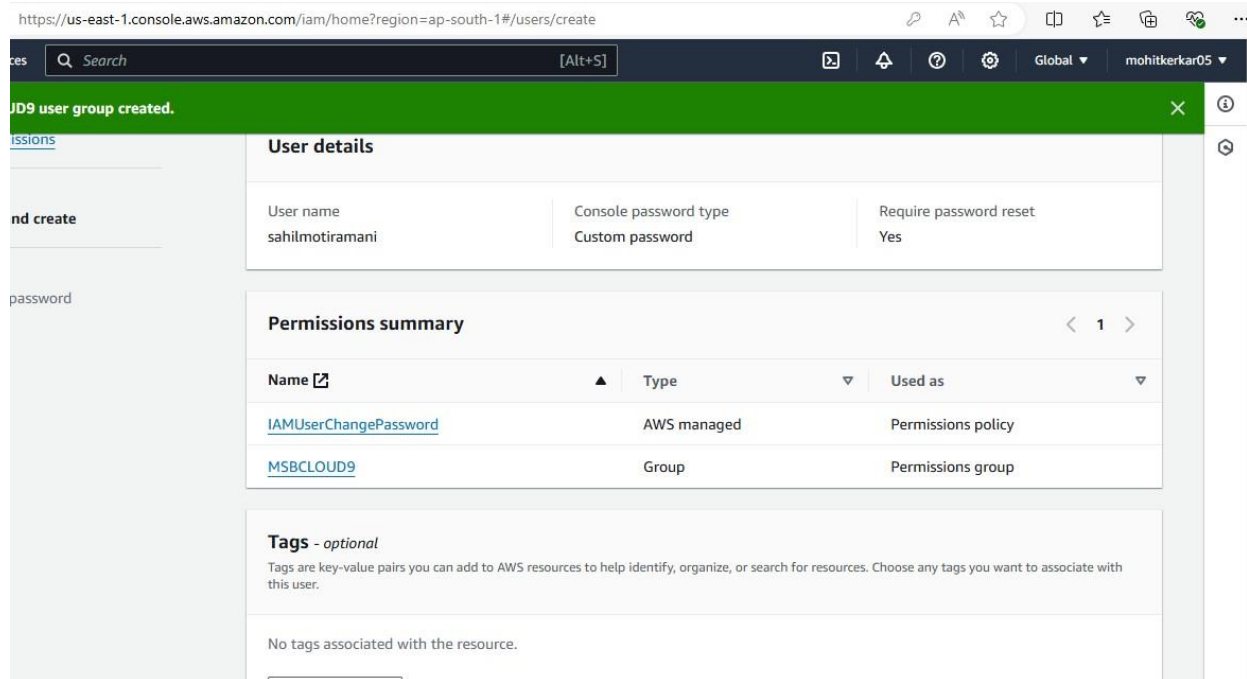 https://us-east-1.console.aws.amazon.com/iam/home?region=ap-south-1#/users/create
ces Search [Alt+S] Global mohitkerkar05
UD9 user group created.
issions
User details
nd create
User name Console password type Require password reset
sahilmotiramani Custom password Yes
password
Permissions summary 1
Name Type Used as
IAMUserChangePassword AWS managed Permissions policy
MSBCLOUD9 Group Permissions group
Tags - optional
Tags are key-value pairs you can add to AWS resources to help identify, organize, or search for resources. Choose any tags you want to associate with
this user.
No tags associated with the resource.